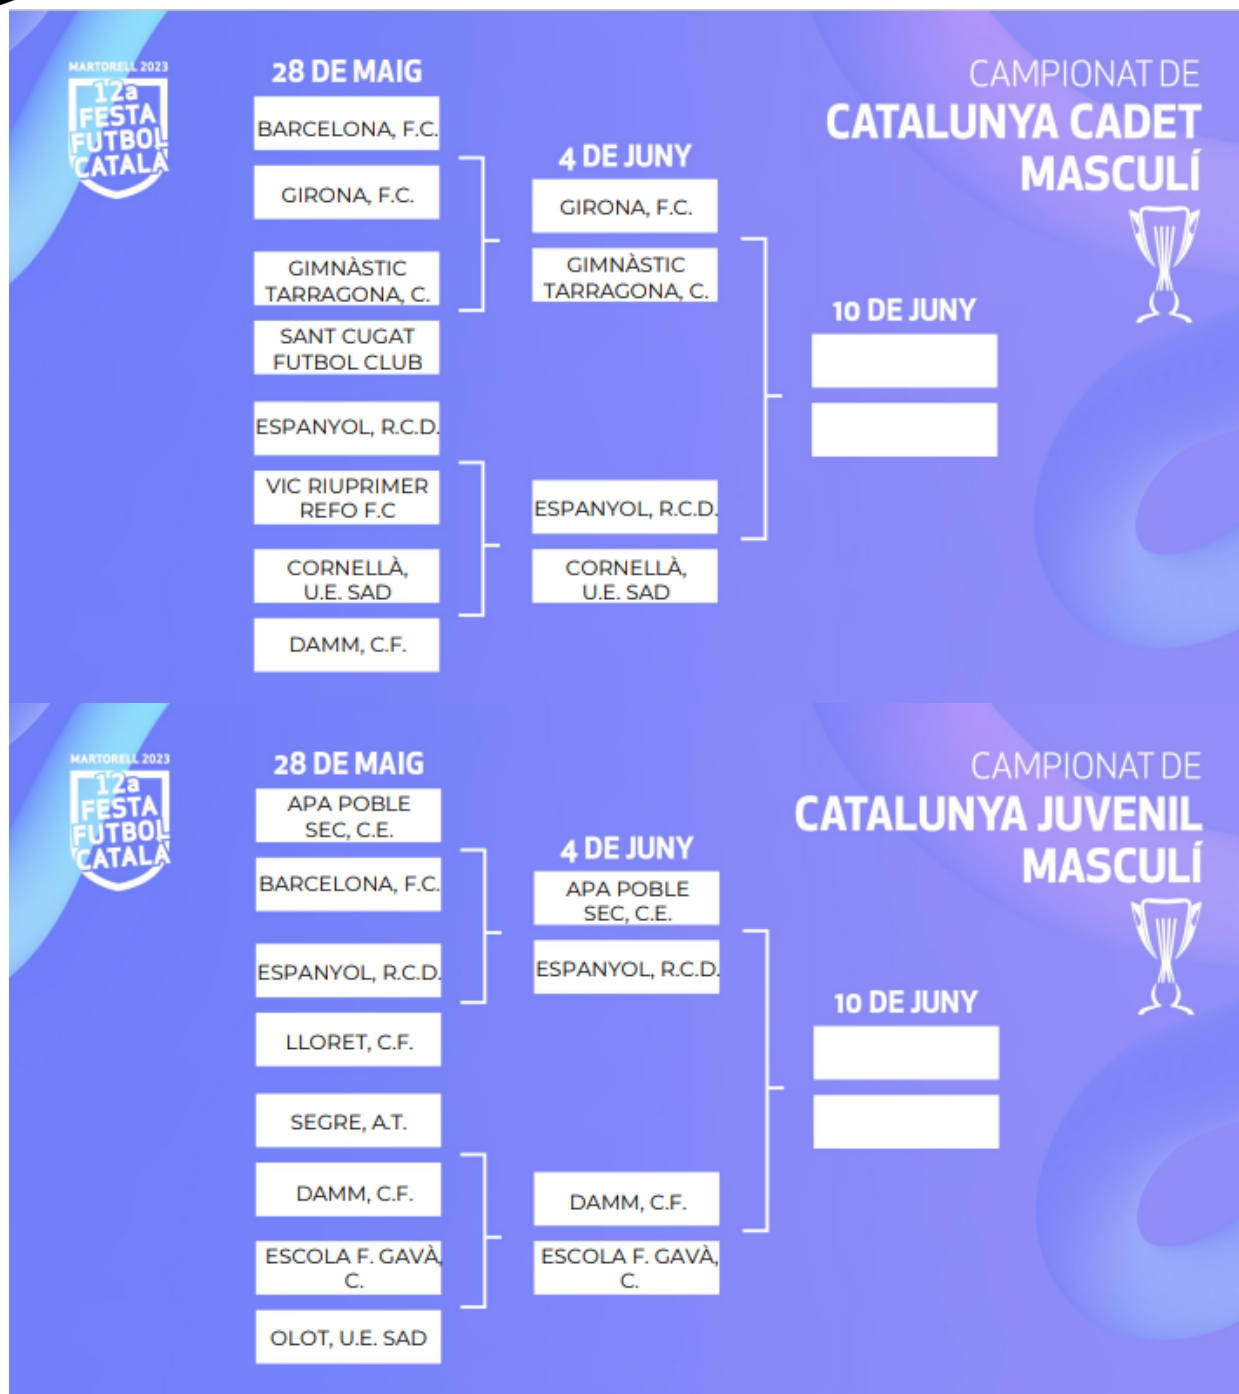 MARTORELL 2023
12a
FESTA
FUTBOL
CATALÀ
28 DE MAIG
BARCELONA, F.C.
GIRONA, F.C.
GIMNÀSTIC
TARRAGONA, C.
SANT CUGAT
FUTBOL CLUB
ESPANYOL, R.C.D.
VIC RIUPRIMER
REFO F.C
CORNELLÀ,
U.E. SAD
DAMM, C.F.
4 DE JUNY
GIRONA, F.C.
GIMNÀSTIC
TARRAGONA, C.
ESPANYOL, R.C.D.
CORNELLÀ,
U.E. SAD
10 DE JUNY
CAMPIONAT DE
CATALUNYA CADET
MASCULÍ
MARTORELL 2023
12a
FESTA
FUTBOL
CATALÀ
28 DE MAIG
APA POBLE
SEC, C.E.
BARCELONA, F.C.
ESPANYOL, R.C.D.
LLORET, C.F.
SEGRE, A.T.
DAMM, C.F.
ESCOLA F. GAVÀ,
C.
OLOT, U.E. SAD
4 DE JUNY
APA POBLE
SEC, C.E.
ESPANYOL, R.C.D.
DAMM, C.F.
ESCOLA F. GAVÀ,
C.
10 DE JUNY
CAMPIONAT DE
CATALUNYA JUVENIL
MASCULÍ